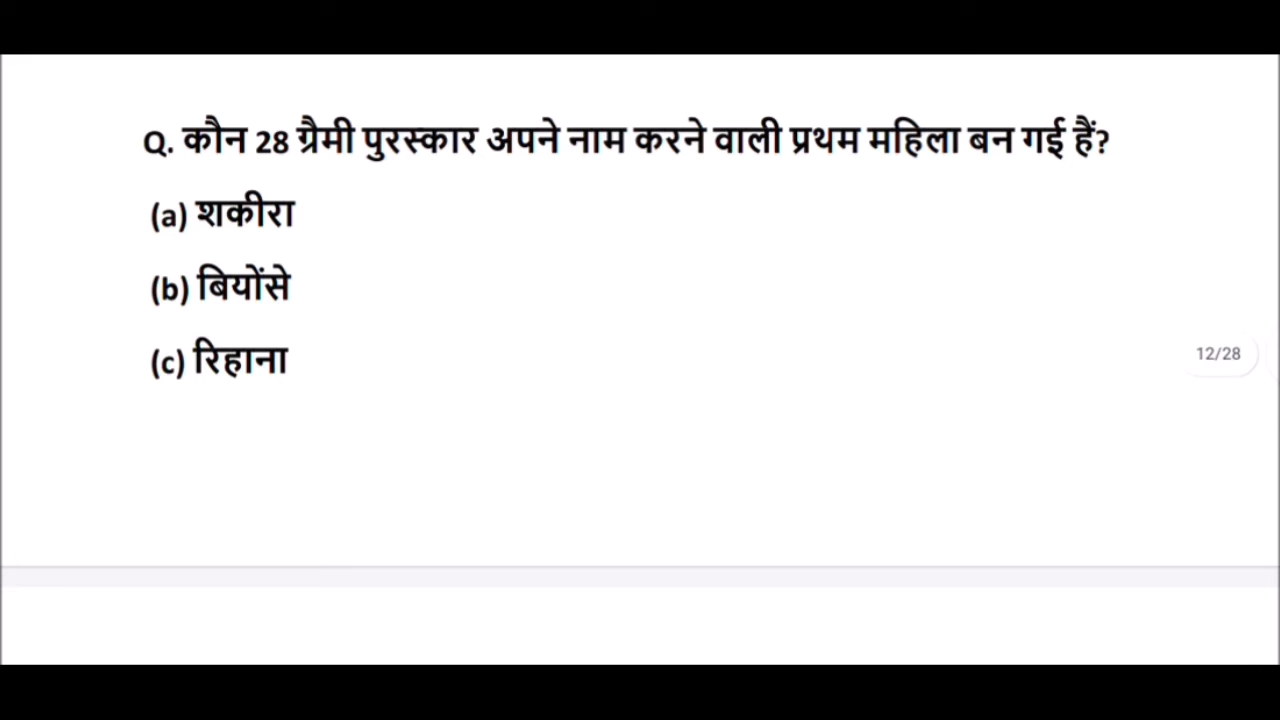 Q. कौन 28 ग्रैमी पुरस्कार अपने नाम करने वाली प्रथम महिला बन गई हैं?
(a) शकीरा
(b) बियोंसे
(c) रिहाना
12/28